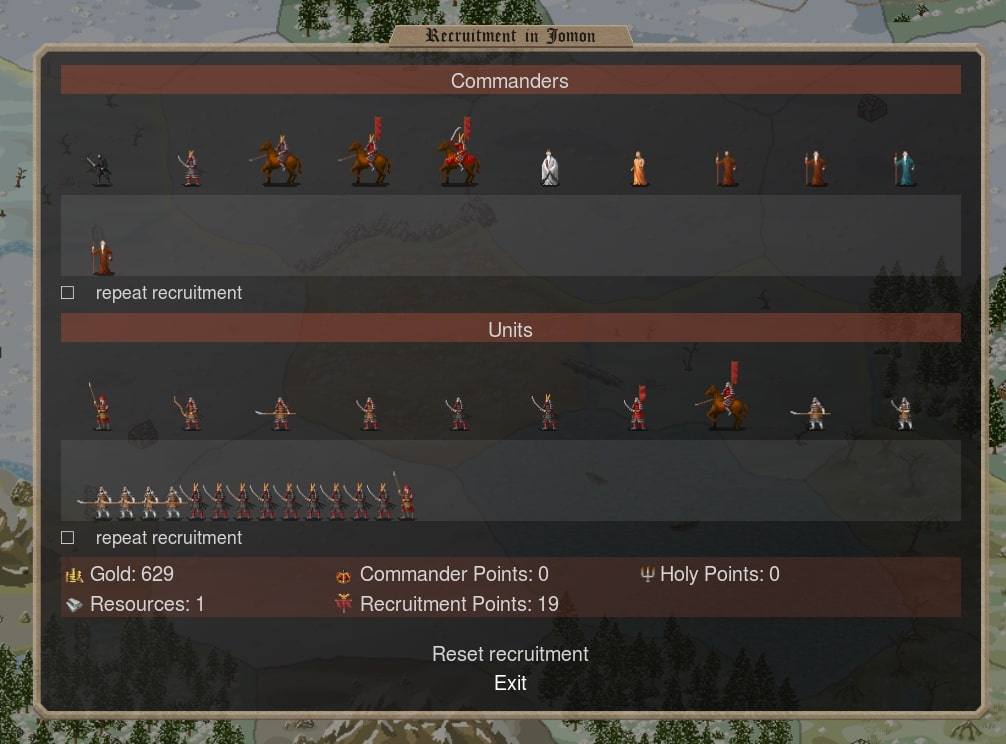 Recruitment in Jomon
Commanders
repeat recruitment
Units
repeat recruitment
Gold: 629 Commander Points: 0 Holy Points: 0
Resources: 1 Recruitment Points: 19
Reset recruitment
Exit